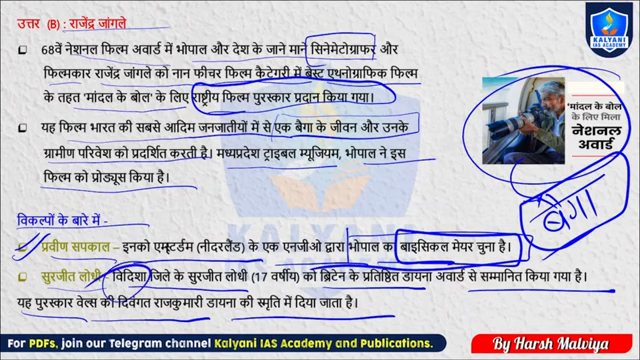 उत्तर (B) : राजेंद्र जांगले
KALYANI
IAS ACADEMY
68वें नेशनल फिल्म अवार्ड में भोपाल और देश के जाने माने सिनेमेटोग्राफर और
फिल्मकार राजेंद्र जांगले को नान फीचर फिल्म कैटेगरी में बेस्ट एथनोग्राफिक फिल्म
के तहत 'मांदल के बोल' के लिए राष्ट्रीय फिल्म पुरस्कार प्रदान किया गया।
यह फिल्म भारत की सबसे आदिम जनजातीयों में से एक बैगा के जीवन और उनके
ग्रामीण परिवेश को प्रदर्शित करती है। मध्यप्रदेश ट्राइबल म्यूजियम, भोपाल ने इस
फिल्म को प्रोड्यूस किया है।
मांदल के बोल
के लिए मिला
नेशनल
अवार्ड
बैगा
KALYANI
विकल्पों के बारे में -
प्रवीण सपकाल – इनको एम्स्टर्डम (नीदरलैंड) के एक एनजीओ द्वारा भोपाल का बाइसिकल मेयर चुना है।
सुरजीत लोधी – विदिशा जिले के सुरजीत लोधी (17 वर्षीय) को ब्रिटेन के प्रतिष्ठित डायना अवार्ड से सम्मानित किया गया है।
यह पुरस्कार वेल्स की दिवंगत राजकुमारी डायना की स्मृति में दिया जाता है।
For PDFs, join our Telegram channel Kalyani IAS Academy and Publications.
By Harsh Malviya